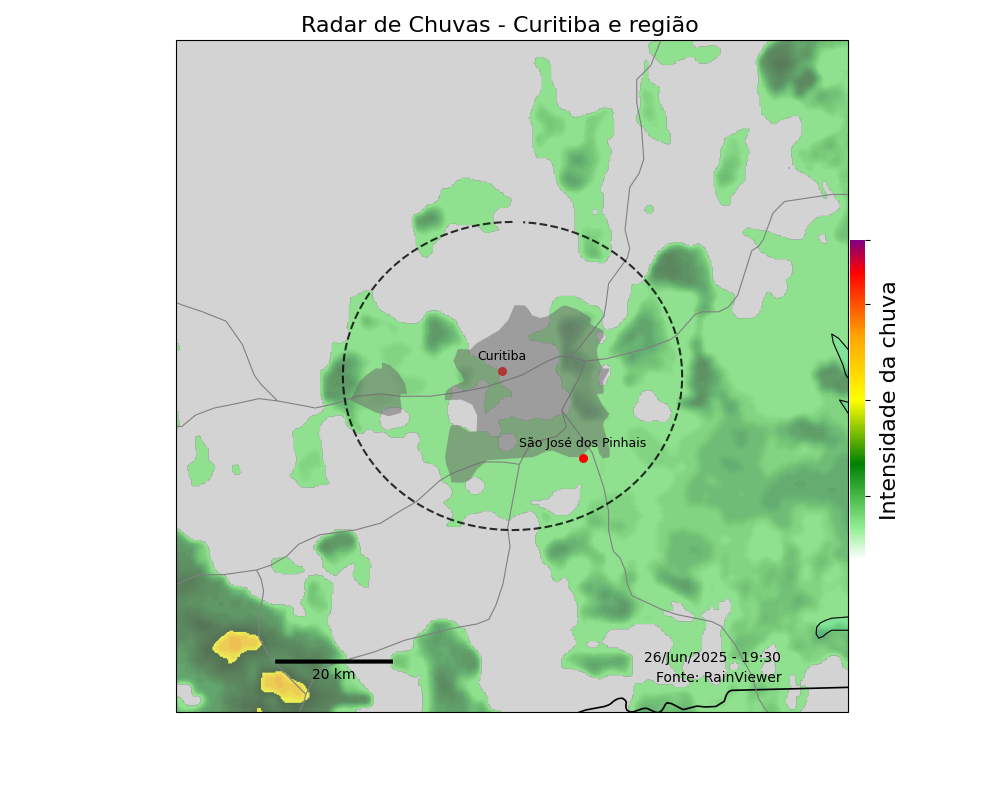 Radar de Chuvas - Curitiba e região
Curitiba
São José dos Pinhais
Intensidade da chuva
26/Jun/2025 - 19:30
20 km
Fonte: RainViewer